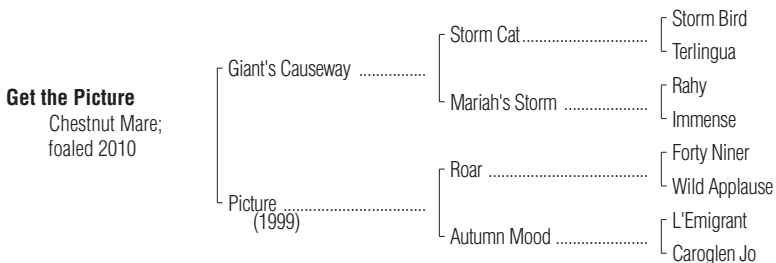 Get the Picture
Chestnut Mare;
foaled 2010
Giant's Causeway ................
Picture ..................................
(1999)
Storm Cat..............................
Mariah's Storm ....................
Roar ......................................
Autumn Mood ......................
Storm Bird
Terlingua
Rahy
Immense
Forty Niner
Wild Applause
L'Emigrant
Caroglen Jo